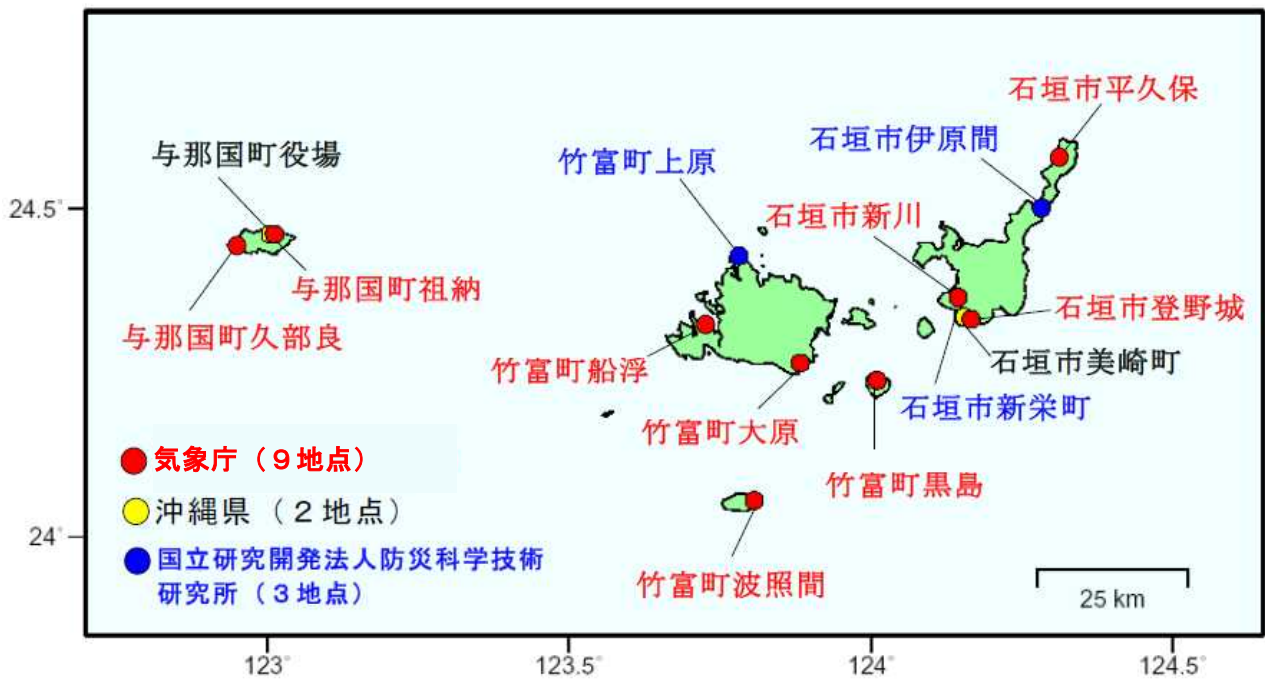 石垣市平久保
石垣市伊原間
与那国町役場
竹富町上原
24.5°
石垣市新川
与那国町祖納
石垣市登野城
与那国町久部良
石垣市美崎町
竹富町船浮
石垣市新栄町
竹富町大原
気象庁（９地点）
竹富町黒島
沖縄県（２地点）
24°
国立研究開発法人防災科学技術
研究所（３地点）
竹富町波照間
25 km
123°
123.5°
124°
124.5°